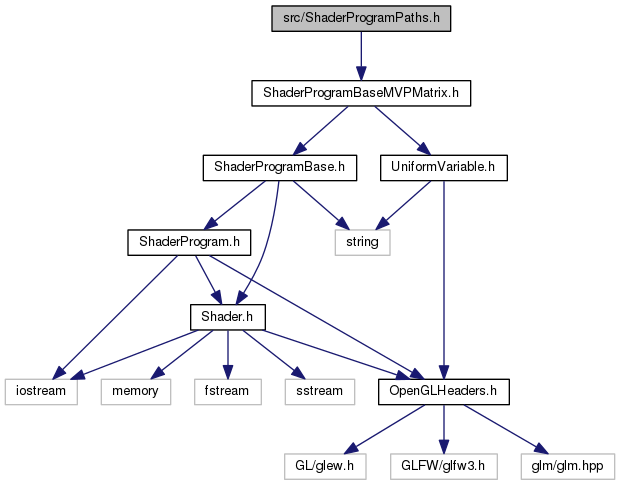 src/ShaderProgramPaths.h
ShaderProgramBaseMVPMatrix.h
ShaderProgramBase.h
UniformVariable.h
ShaderProgram.h
string
Shader.h
iostream
memory
fstream
sstream
OpenGLHeaders.h
GL/glew.h
GLFW/glfw3.h
glm/glm.hpp